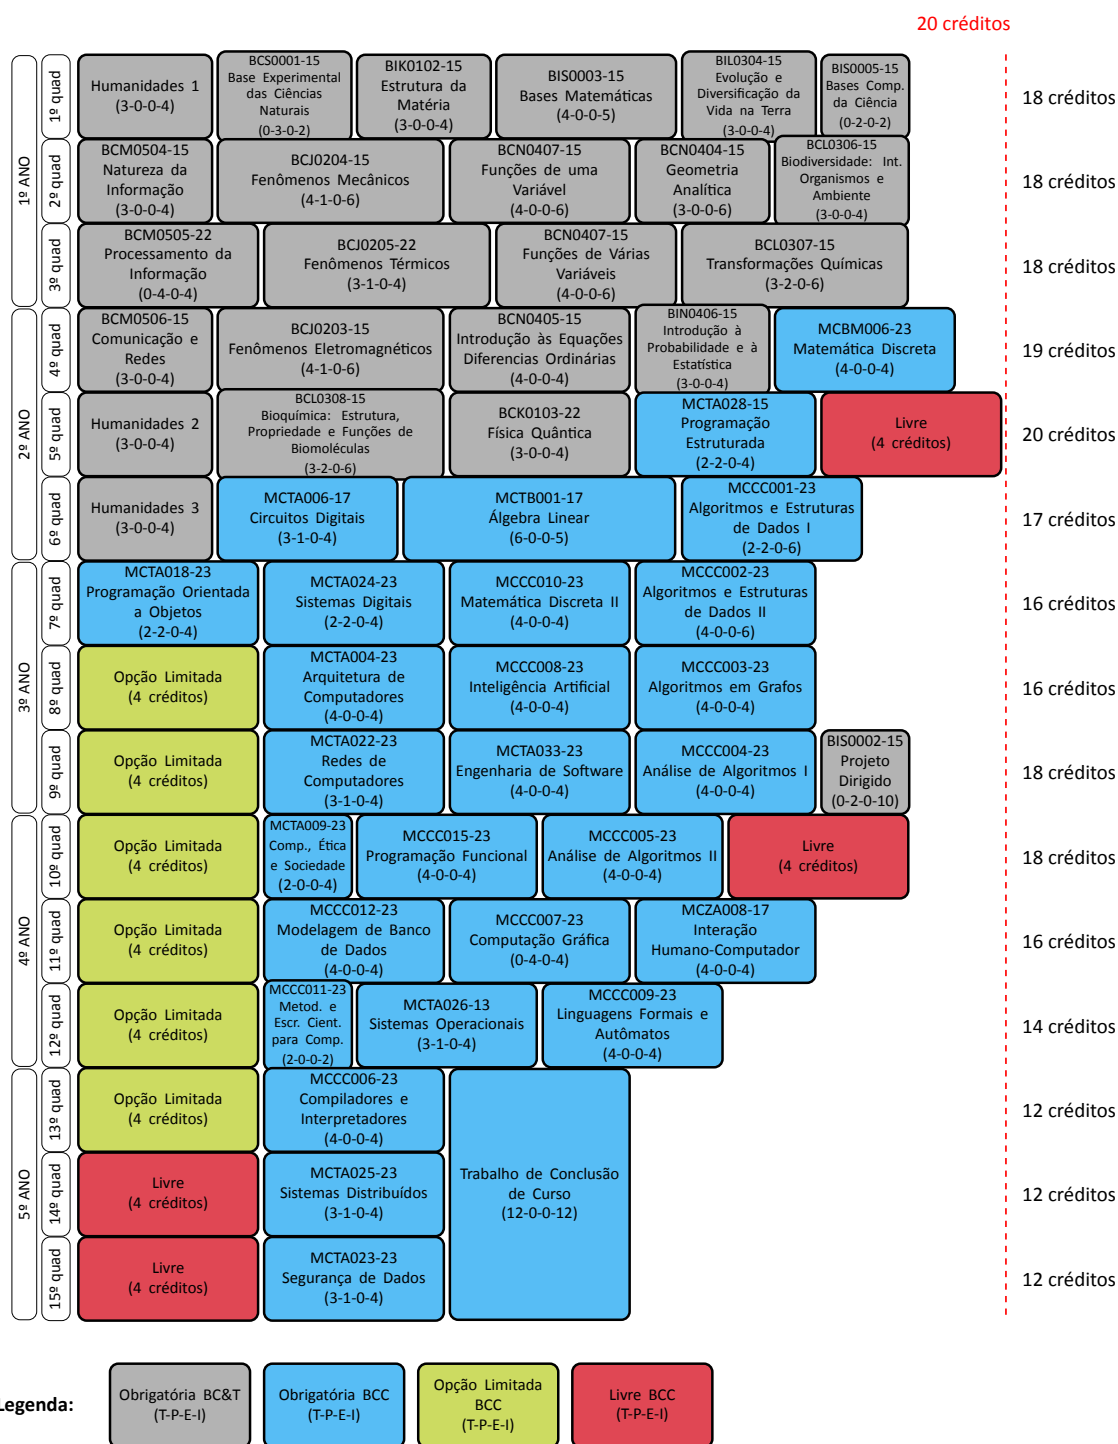 20 créditos
1º ANO
1º quad
Humanidades 1
(3-0-0-4)
BCS0001-15
Base Experimental
das Ciências
Naturais
(0-3-0-2)
BIK0102-15
Estrutura da
Matéria
(3-0-0-4)
BIS0003-15
Bases Matemáticas
(4-0-0-5)
BIL0304-15
Evolução e
Diversificação da
Vida na Terra
(3-0-0-4)
BIS0005-15
Bases Comp.
da Ciência
(0-2-0-2)
18 créditos
2º quad
BCM0504-15
Natureza da
Informação
(3-0-0-4)
BCJ0204-15
Fenômenos Mecânicos
(4-1-0-6)
BCN0407-15
Funções de uma
Variável
(4-0-0-6)
BCN0404-15
Geometria
Analítica
(3-0-0-6)
BCL0306-15
Biodiversidade: Int.
Organismos e
Ambiente
(3-0-0-4)
18 créditos
3º quad
BCM0505-22
Processamento da
Informação
(0-4-0-4)
BCJ0205-22
Fenômenos Térmicos
(3-1-0-4)
BCN0407-15
Funções de Várias
Variáveis
(4-0-0-6)
BCL0307-15
Transformações Químicas
(3-2-0-6)
18 créditos
2º ANO
4º quad
BCM0506-15
Comunicação e
Redes
(3-0-0-4)
BCJ0203-15
Fenômenos Eletromagnéticos
(4-1-0-6)
BCN0405-15
Introdução às Equações
Diferencias Ordinárias
(4-0-0-4)
BIN0406-15
Introdução à
Probabilidade e à
Estatística
(3-0-0-4)
MCBM006-23
Matemática Discreta
(4-0-0-4)
19 créditos
5º quad
Humanidades 2
(3-0-0-4)
BCL0308-15
Bioquímica: Estrutura,
Propriedade e Funções de
Biomoléculas
(3-2-0-6)
BCK0103-22
Física Quântica
(3-0-0-4)
MCTA028-15
Programação
Estruturada
(2-2-0-4)
Livre
(4 créditos)
20 créditos
6º quad
Humanidades 3
(3-0-0-4)
MCTA006-17
Circuitos Digitais
(3-1-0-4)
MCTB001-17
Álgebra Linear
(6-0-0-5)
MCCC001-23
Algoritmos e Estruturas
de Dados I
(2-2-0-6)
17 créditos
3º ANO
7º quad
MCTA018-23
Programação Orientada
a Objetos
(2-2-0-4)
MCTA024-23
Sistemas Digitais
(2-2-0-4)
MCCC010-23
Matemática Discreta II
(4-0-0-4)
MCCC002-23
Algoritmos e Estruturas
de Dados II
(4-0-0-6)
16 créditos
8º quad
Opção Limitada
(4 créditos)
MCTA004-23
Arquitetura de
Computadores
(4-0-0-4)
MCCC008-23
Inteligência Artificial
(4-0-0-4)
MCCC003-23
Algoritmos em Grafos
(4-0-0-4)
16 créditos
9º quad
Opção Limitada
(4 créditos)
MCTA022-23
Redes de
Computadores
(3-1-0-4)
MCTA033-23
Engenharia de Software
(4-0-0-4)
MCCC004-23
Análise de Algoritmos I
(4-0-0-4)
BIS0002-15
Projeto
Dirigido
(0-2-0-10)
18 créditos
4º ANO
10º quad
Opção Limitada
(4 créditos)
MCTA009-23
Comp., Ética
e Sociedade
(2-0-0-4)
MCCC015-23
Programação Funcional
(4-0-0-4)
MCCC005-23
Análise de Algoritmos II
(4-0-0-4)
Livre
(4 créditos)
18 créditos
11º quad
Opção Limitada
(4 créditos)
MCCC012-23
Modelagem de Banco
de Dados
(4-0-0-4)
MCCC007-23
Computação Gráfica
(0-4-0-4)
MCZA008-17
Interação
Humano-Computador
(4-0-0-4)
16 créditos
12º quad
Opção Limitada
(4 créditos)
MCCC011-23
Metod. e
Escr. Cient.
para Comp.
(2-0-0-2)
MCTA026-13
Sistemas Operacionais
(3-1-0-4)
MCCC009-23
Linguagens Formais e
Autômatos
(4-0-0-4)
14 créditos
5º ANO
13º quad
Opção Limitada
(4 créditos)
MCCC006-23
Compiladores e
Interpretadores
(4-0-0-4)
Trabalho de Conclusão
de Curso
(12-0-0-12)
12 créditos
14º quad
Livre
(4 créditos)
MCTA025-23
Sistemas Distribuídos
(3-1-0-4)
12 créditos
15º quad
Livre
(4 créditos)
MCTA023-23
Segurança de Dados
(3-1-0-4)
12 créditos
Legenda:
Obrigatória BC&T
(T-P-E-I)
Obrigatória BCC
(T-P-E-I)
Opção Limitada
BCC
(T-P-E-I)
Livre BCC
(T-P-E-I)